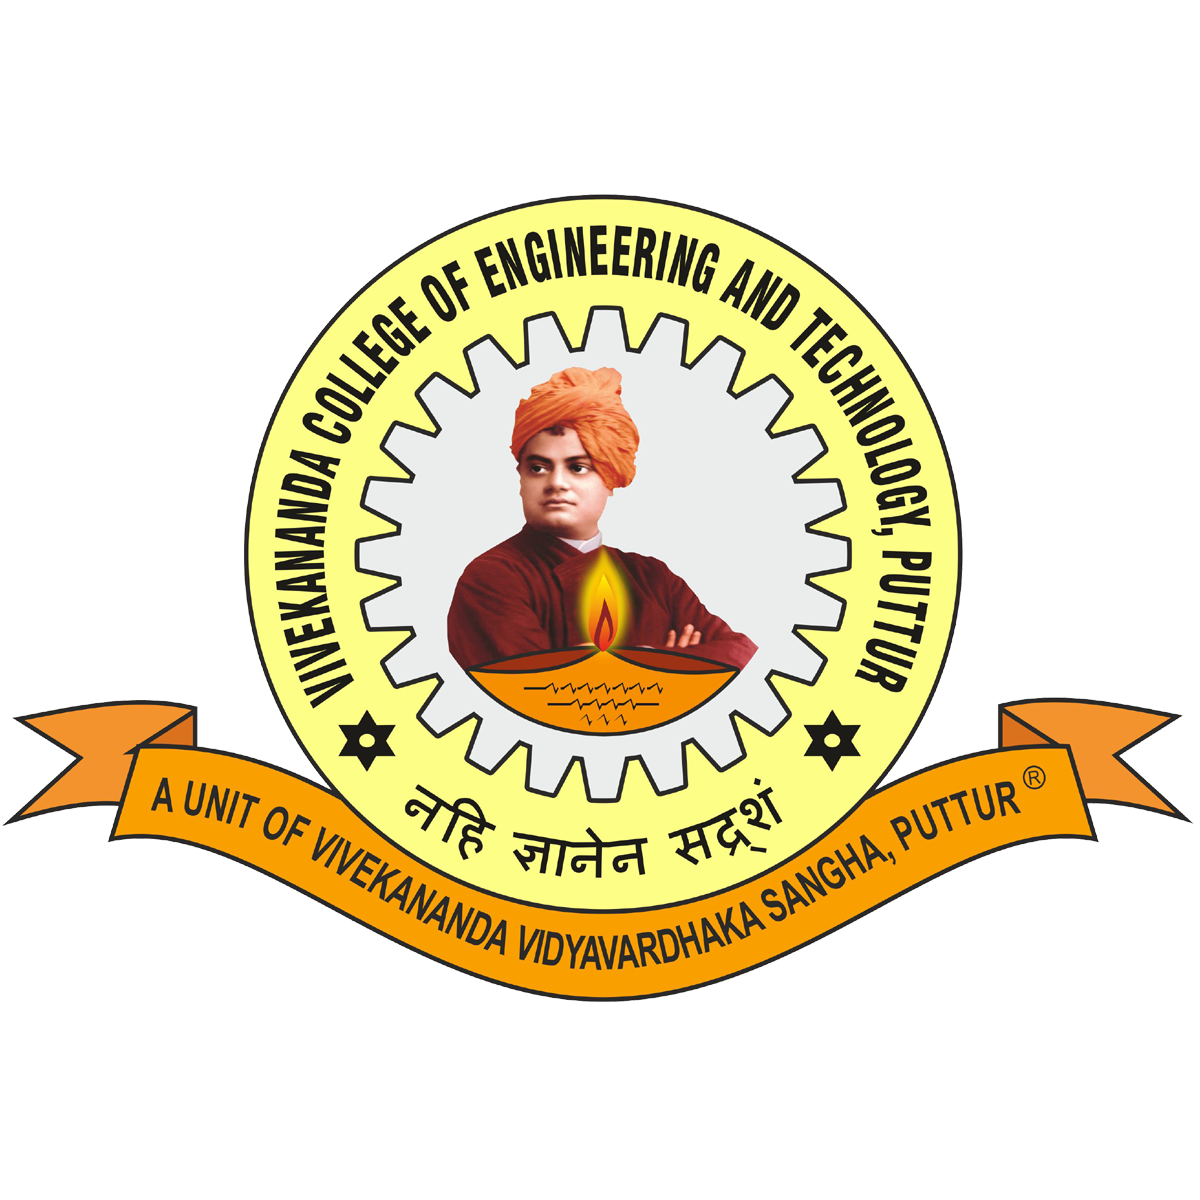 VIVEKANANDA COLLEGE OF ENGINEERING AND TECHNOLOGY, PUTTUR
नहि ज्ञानेन सद्रृशं
A UNIT OF VIVEKANANDA VIDYAVARDHAKA SANGHA, PUTTUR ®